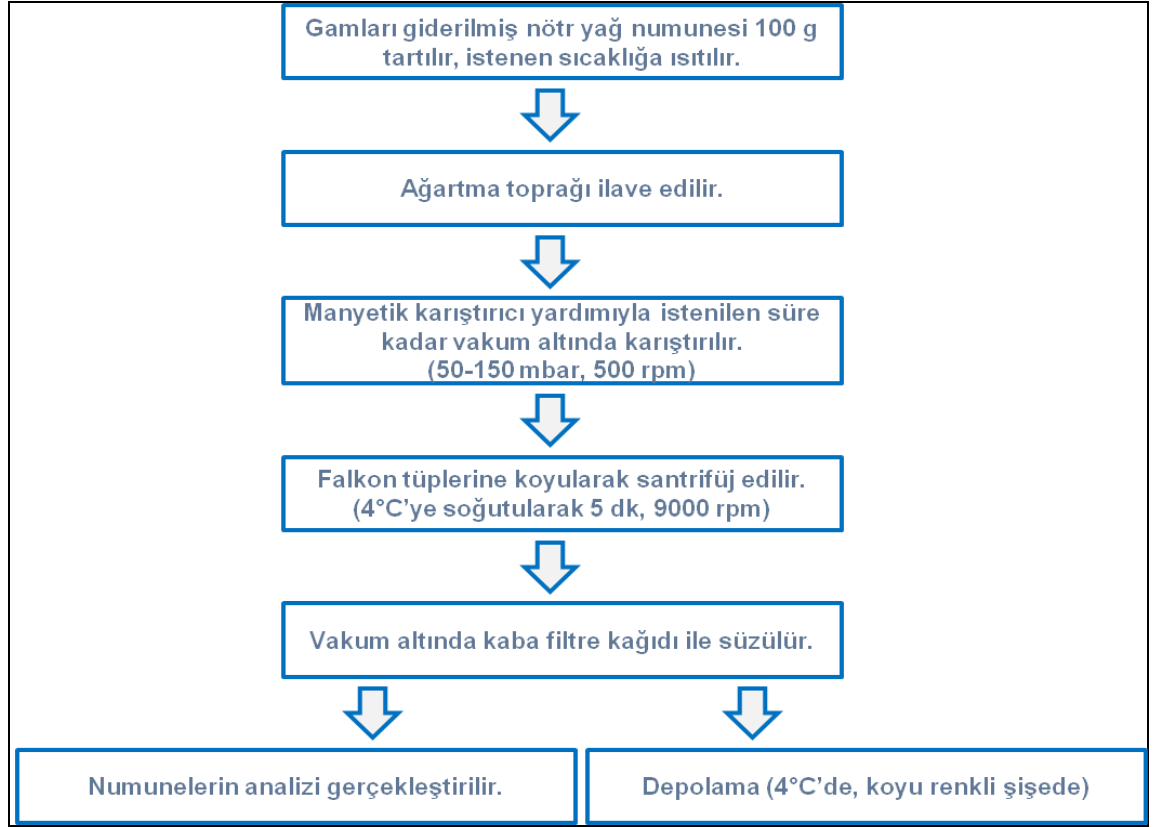 Gamları giderilmiş nötr yağ numunesi 100 g
tartılır, istenen sıcaklığa ısıtılır.
Ağartma toprağı ilave edilir.
Manyetik karıştırıcı yardımıyla istenilen süre
kadar vakum altında karıştırılır.
(50-150 mbar, 500 rpm)
Falkon tüplerine koyularak santrifüj edilir.
(4°C’ye soğutularak 5 dk, 9000 rpm)
Vakum altında kaba filtre kağıdı ile süzülür.
Numunelerin analizi gerçekleştirilir.
Depolama (4°C’de, koyu renkli şişede)